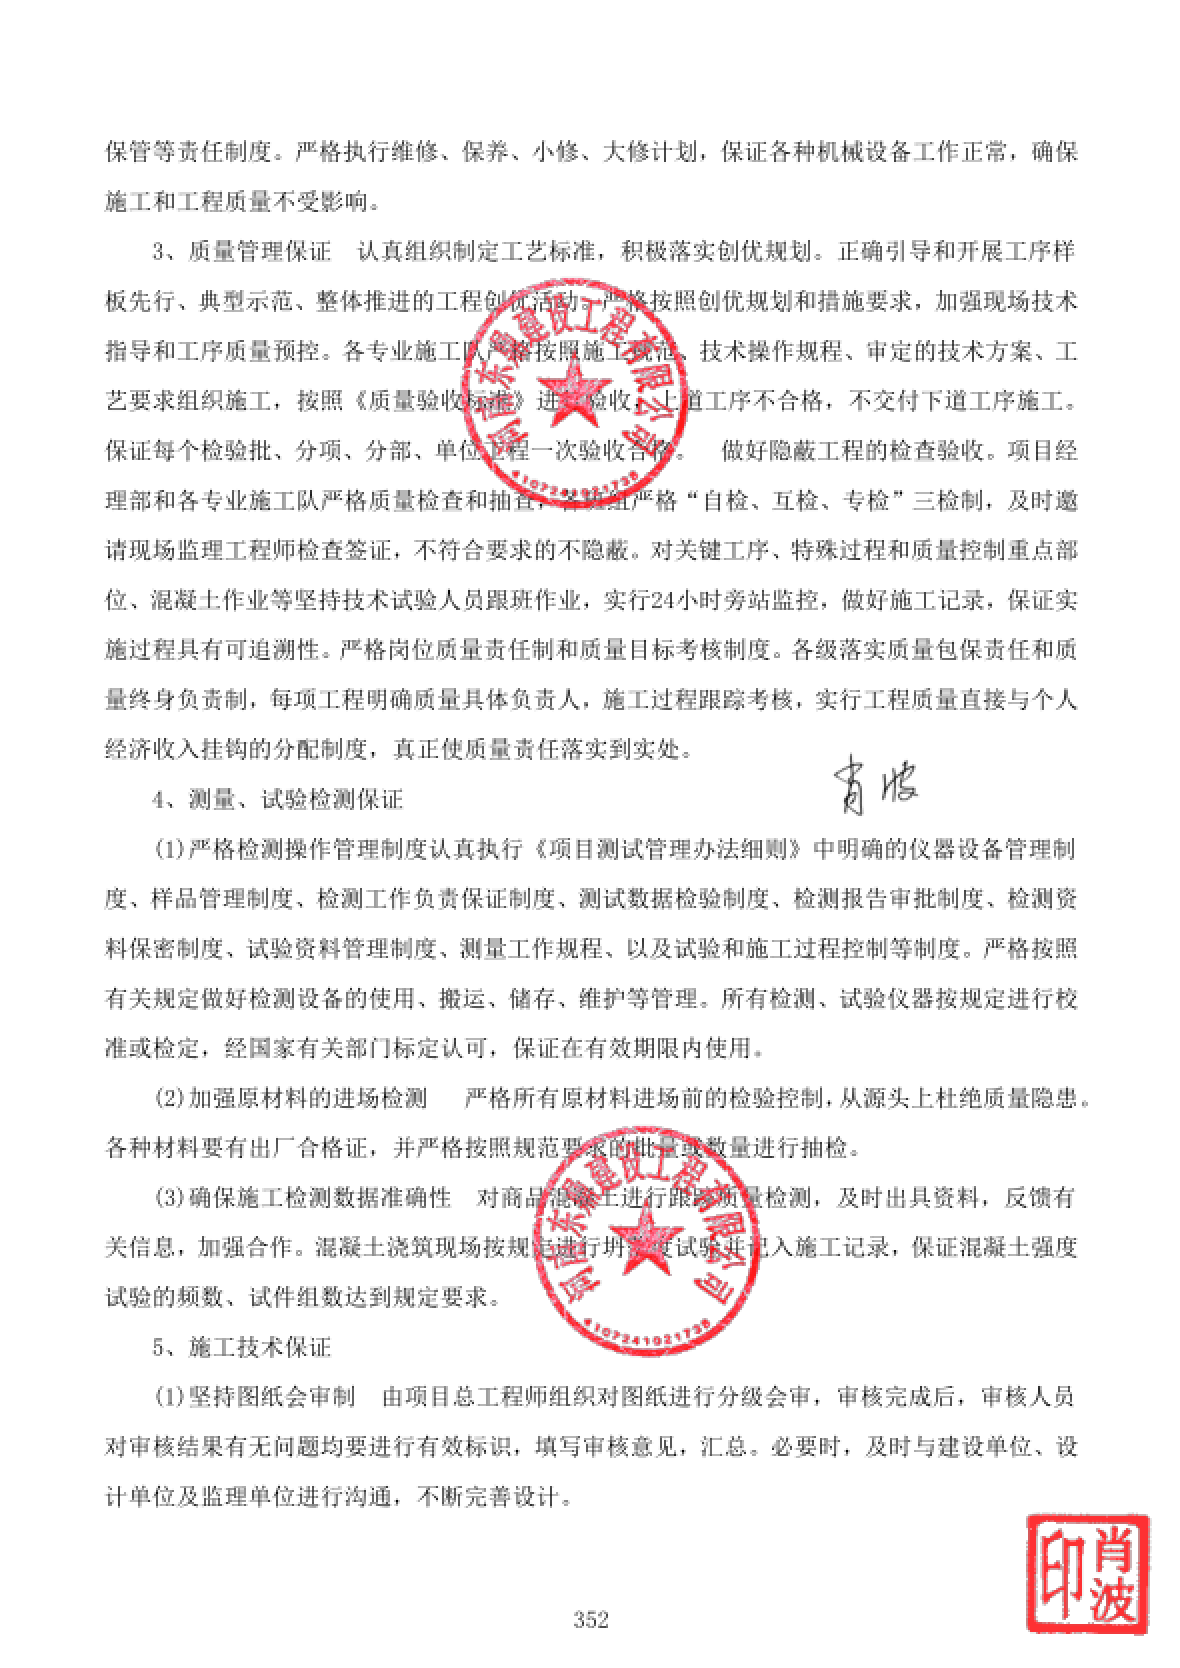 保管等责任制度。严格执行维修、保养、小修、大修计划，保证各种机械设备工作正常，确保
施工和工程质量不受影响。
3、质量管理保证　认真组织制定工艺标准，积极落实创优规划。正确引导和开展工序样
板先行、典型示范、整体推进的工程创优活动。严格按照创优规划和措施要求，加强现场技术
指导和工序质量预控。各专业施工队严格按照施工规范、技术操作规程、审定的技术方案、工
艺要求组织施工，按照《质量验收标准》进行验收，上道工序不合格，不交付下道工序施工。
保证每个检验批、分项、分部、单位工程一次验收合格。　做好隐蔽工程的检查验收。项目经
理部和各专业施工队严格质量检查和抽查，各班组严格“自检、互检、专检”三检制，及时邀
请现场监理工程师检查签证，不符合要求的不隐蔽。对关键工序、特殊过程和质量控制重点部
位、混凝土作业等坚持技术试验人员跟班作业，实行24小时旁站监控，做好施工记录，保证实
施过程具有可追溯性。严格岗位质量责任制和质量目标考核制度。各级落实质量包保责任和质
量终身负责制，每项工程明确质量具体负责人，施工过程跟踪考核，实行工程质量直接与个人
经济收入挂钩的分配制度，真正使质量责任落实到实处。
肖波
4、测量、试验检测保证
(1)严格检测操作管理制度认真执行《项目测试管理办法细则》中明确的仪器设备管理制
度、样品管理制度、检测工作负责保证制度、测试数据检验制度、检测报告审批制度、检测资
料保密制度、试验资料管理制度、测量工作规程、以及试验和施工过程控制等制度。严格按照
有关规定做好检测设备的使用、搬运、储存、维护等管理。所有检测、试验仪器按规定进行校
准或检定，经国家有关部门标定认可，保证在有效期限内使用。
(2)加强原材料的进场检测　严格所有原材料进场前的检验控制，从源头上杜绝质量隐患。
各种材料要有出厂合格证，并严格按照规范要求的批量或数量进行抽检。
(3)确保施工检测数据准确性　对商品混凝土进行跟踪质量检测，及时出具资料，反馈有
关信息，加强合作。混凝土浇筑现场按规定进行坍落度试验并记入施工记录，保证混凝土强度
试验的频数、试件组数达到规定要求。
5、施工技术保证
(1)坚持图纸会审制　由项目总工程师组织对图纸进行分级会审，审核完成后，审核人员
对审核结果有无问题均要进行有效标识，填写审核意见，汇总。必要时，及时与建设单位、设
计单位及监理单位进行沟通，不断完善设计。
352
河南东鼎建设工程有限公司
4107241021738
河南东鼎建设工程有限公司
4107241021738
肖波
印